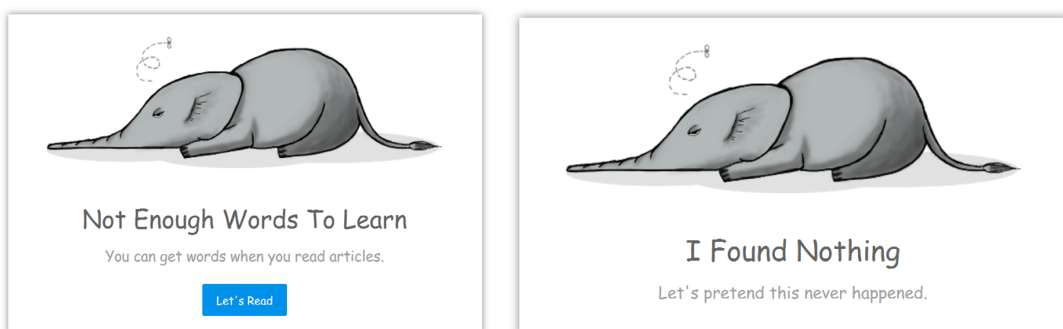 Not Enough Words To Learn
You can get words when you read articles.
Let's Read
I Found Nothing
Let's pretend this never happened.